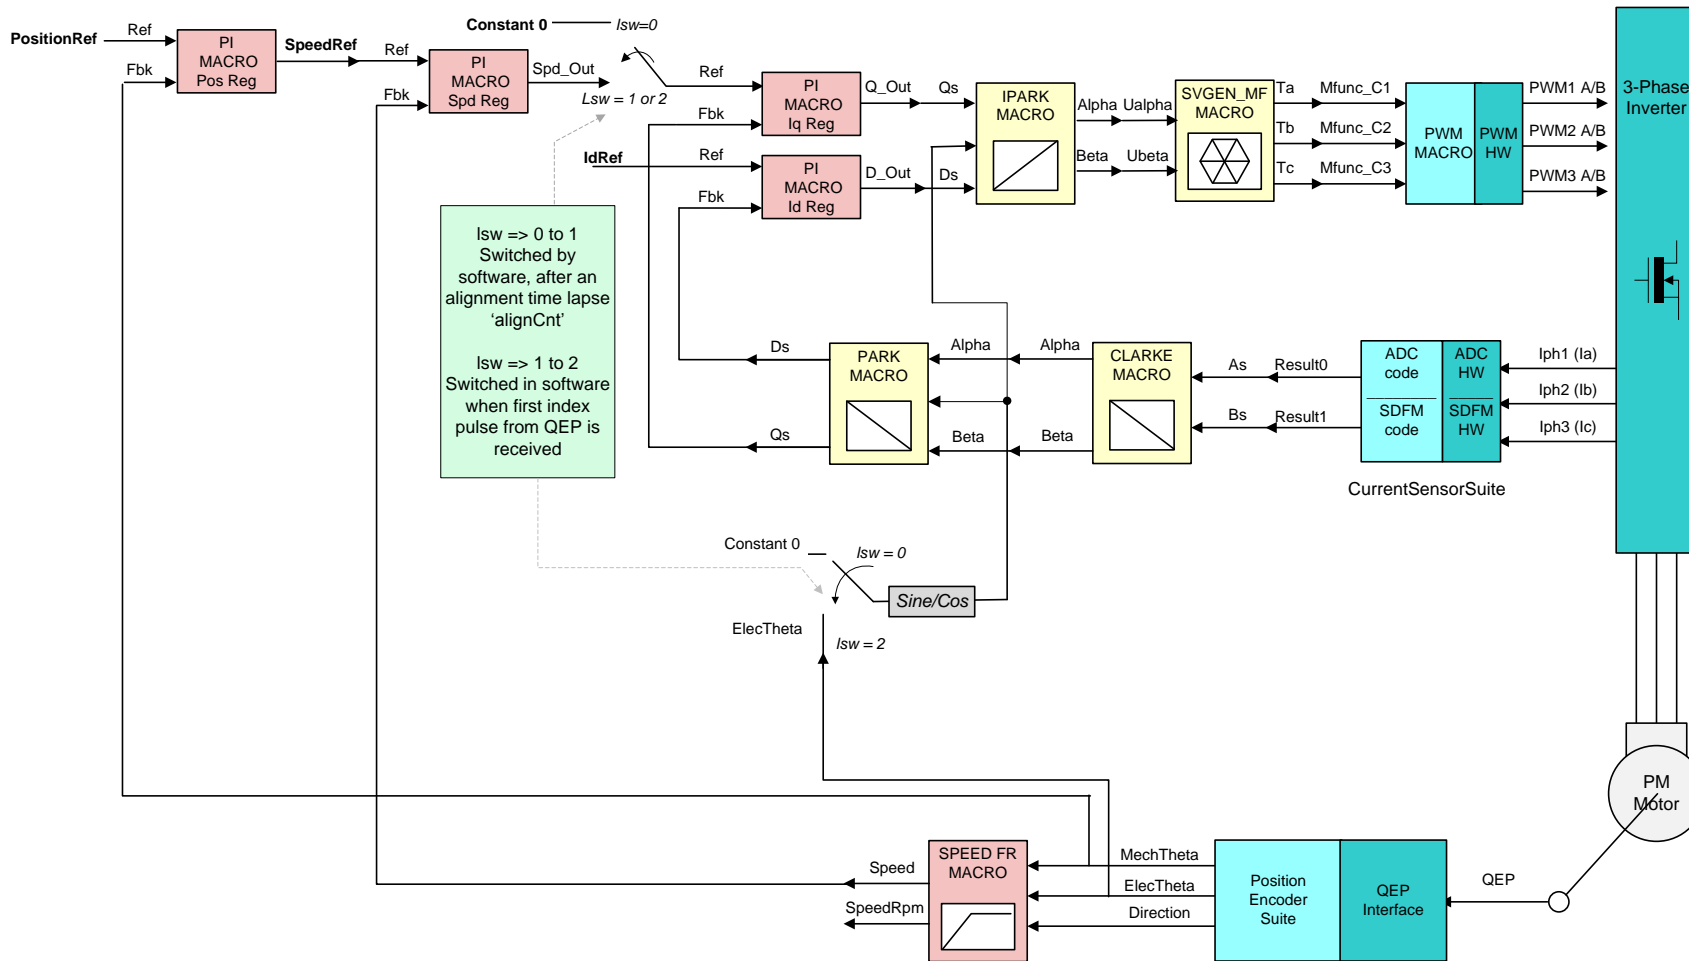 Constant 0
lsw=0
PositionRef
Ref
Fbk
PI
MACRO
Pos Reg
SpeedRef
Ref
Fbk
PI
MACRO
Spd Reg
Spd_Out
Lsw = 1 or 2
Ref
Fbk
PI
MACRO
Iq Reg
Q_Out
Qs
IdRef
Ref
Fbk
PI
MACRO
Id Reg
D_Out
Ds
IPARK
MACRO
Alpha
Ualpha
Beta
Ubeta
SVGEN_MF
MACRO
Ta
Mfunc_C1
Tb
Mfunc_C2
Tc
Mfunc_C3
PWM
MACRO
PWM
HW
PWM1 A/B
PWM2 A/B
PWM3 A/B
3-Phase
Inverter
lsw => 0 to 1
Switched by
software, after an
alignment time lapse
‘alignCnt’
lsw => 1 to 2
Switched in software
when first index
pulse from QEP is
received
Ds
Qs
PARK
MACRO
Alpha
Alpha
Beta
Beta
CLARKE
MACRO
As
Result0
Bs
Result1
ADC
code
SDFM
code
ADC
HW
SDFM
HW
Iph1 (Ia)
Iph2 (Ib)
Iph3 (Ic)
CurrentSensorSuite
Constant 0
lsw = 0
Sine/Cos
ElecTheta
lsw = 2
PM
Motor
Speed
SpeedRpm
SPEED FR
MACRO
MechTheta
ElecTheta
Direction
Position
Encoder
Suite
QEP
Interface
QEP